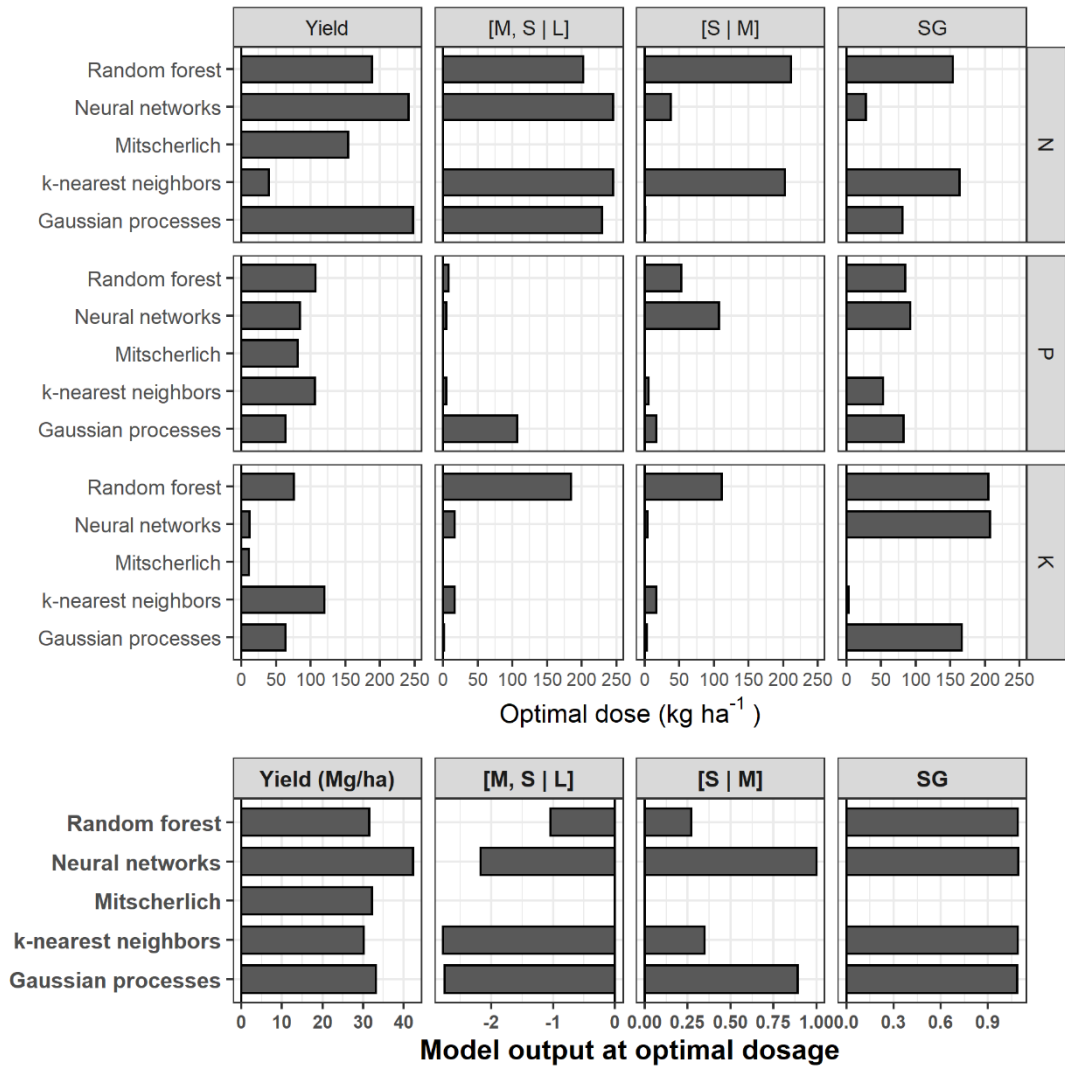 Yield [M, S | L] [S | M] SG
Random forest
Neural networks
Mitscherlich
k-nearest neighbors
Gaussian processes
N
Random forest
Neural networks
Mitscherlich
k-nearest neighbors
Gaussian processes
P
Random forest
Neural networks
Mitscherlich
k-nearest neighbors
Gaussian processes
K
0 50 100 150 200 250 0 50 100 150 200 250 0 50 100 150 200 250 0 50 100 150 200 250
Optimal dose (kg ha⁻¹ )
Yield (Mg/ha) [M, S | L] [S | M] SG
Random forest
Neural networks
Mitscherlich
k-nearest neighbors
Gaussian processes
0 10 20 30 40 -2 -1 0 0.00 0.25 0.50 0.75 1.00 0.0 0.3 0.6 0.9
Model output at optimal dosage